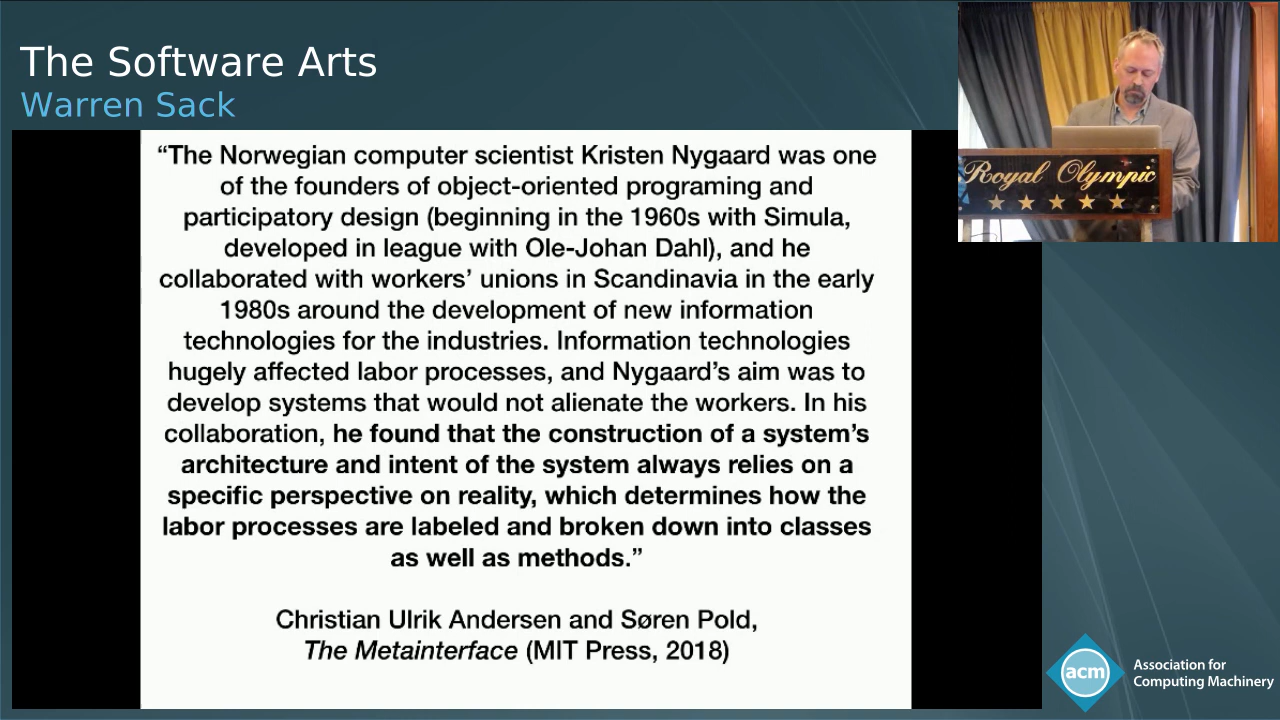 The Software Arts
Warren Sack
“The Norwegian computer scientist Kristen Nygaard was one
of the founders of object-oriented programing and
participatory design (beginning in the 1960s with Simula,
developed in league with Ole-Johan Dahl), and he
collaborated with workers’ unions in Scandinavia in the early
1980s around the development of new information
technologies for the industries. Information technologies
hugely affected labor processes, and Nygaard’s aim was to
develop systems that would not alienate the workers. In his
collaboration, he found that the construction of a system’s
architecture and intent of the system always relies on a
specific perspective on reality, which determines how the
labor processes are labeled and broken down into classes
as well as methods.”
Christian Ulrik Andersen and Søren Pold,
The Metainterface (MIT Press, 2018)
Royal Olympic
acm
Association for
Computing Machinery